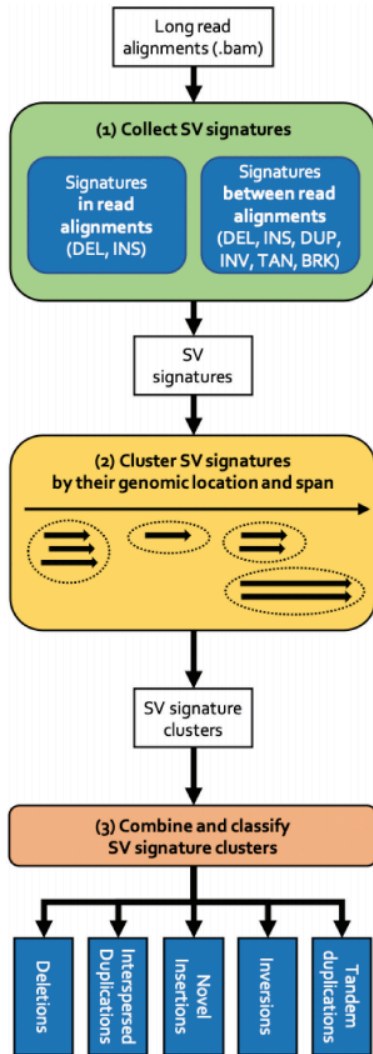 Long read
alignments (.bam)
(1) Collect SV signatures
Signatures
in read
alignments
(DEL, INS)
Signatures
between read
alignments
(DEL, INS, DUP,
INV, TAN, BRK)
SV
signatures
(2) Cluster SV signatures
by their genomic location and span
SV signature
clusters
(3) Combine and classify
SV signature clusters
Deletions
Interspersed
Duplications
Novel
Insertions
Inversions
Tandem
duplications